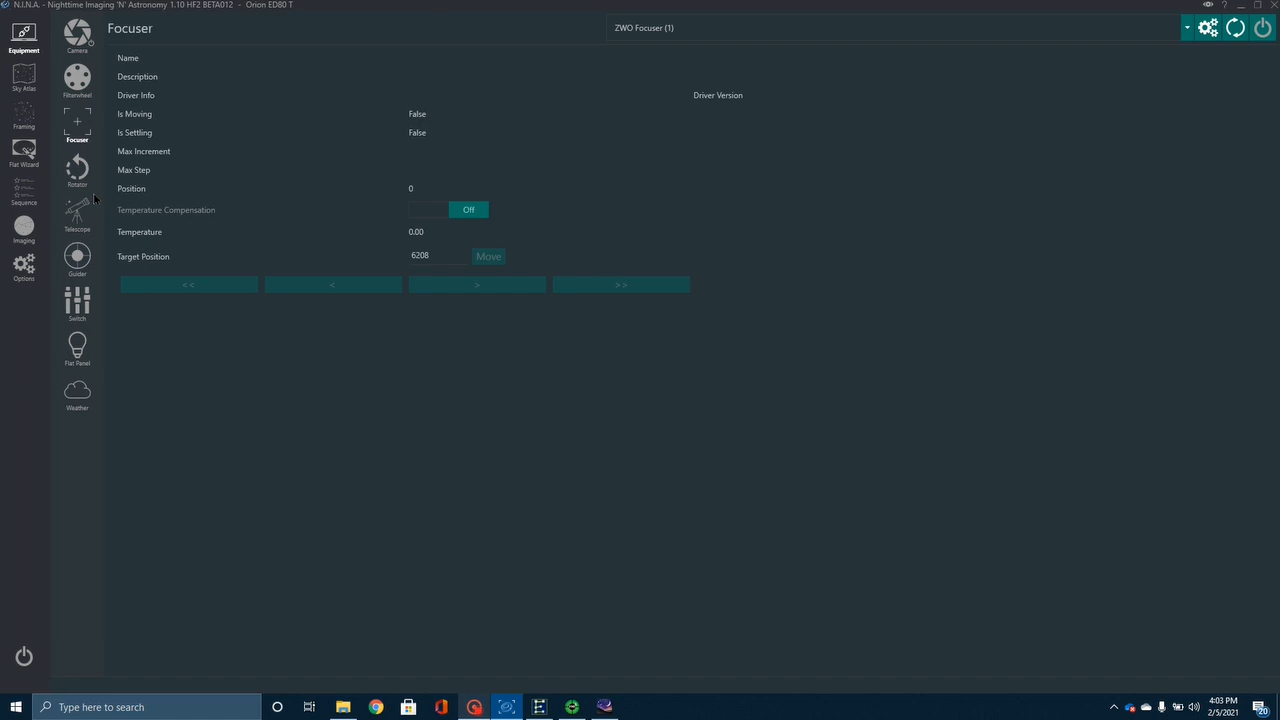 N.I.N.A. - Nighttime Imaging 'N' Astronomy 1.10 HF2 BETA012 - Orion ED80 T
Equipment
Sky Atlas
Framing
Flat Wizard
Sequence
Imaging
Options
Camera
Filterwheel
Focuser
Rotator
Telescope
Guider
Switch
Flat Panel
Weather
Focuser
ZWO Focuser (1)
Name
Description
Driver Info
Driver Version
Is Moving False
Is Settling False
Max Increment
Max Step
Position 0
Temperature Compensation Off
Temperature 0.00
Target Position 6208 Move
<< < > >>
Type here to search
4:03 PM
2/5/2021
20